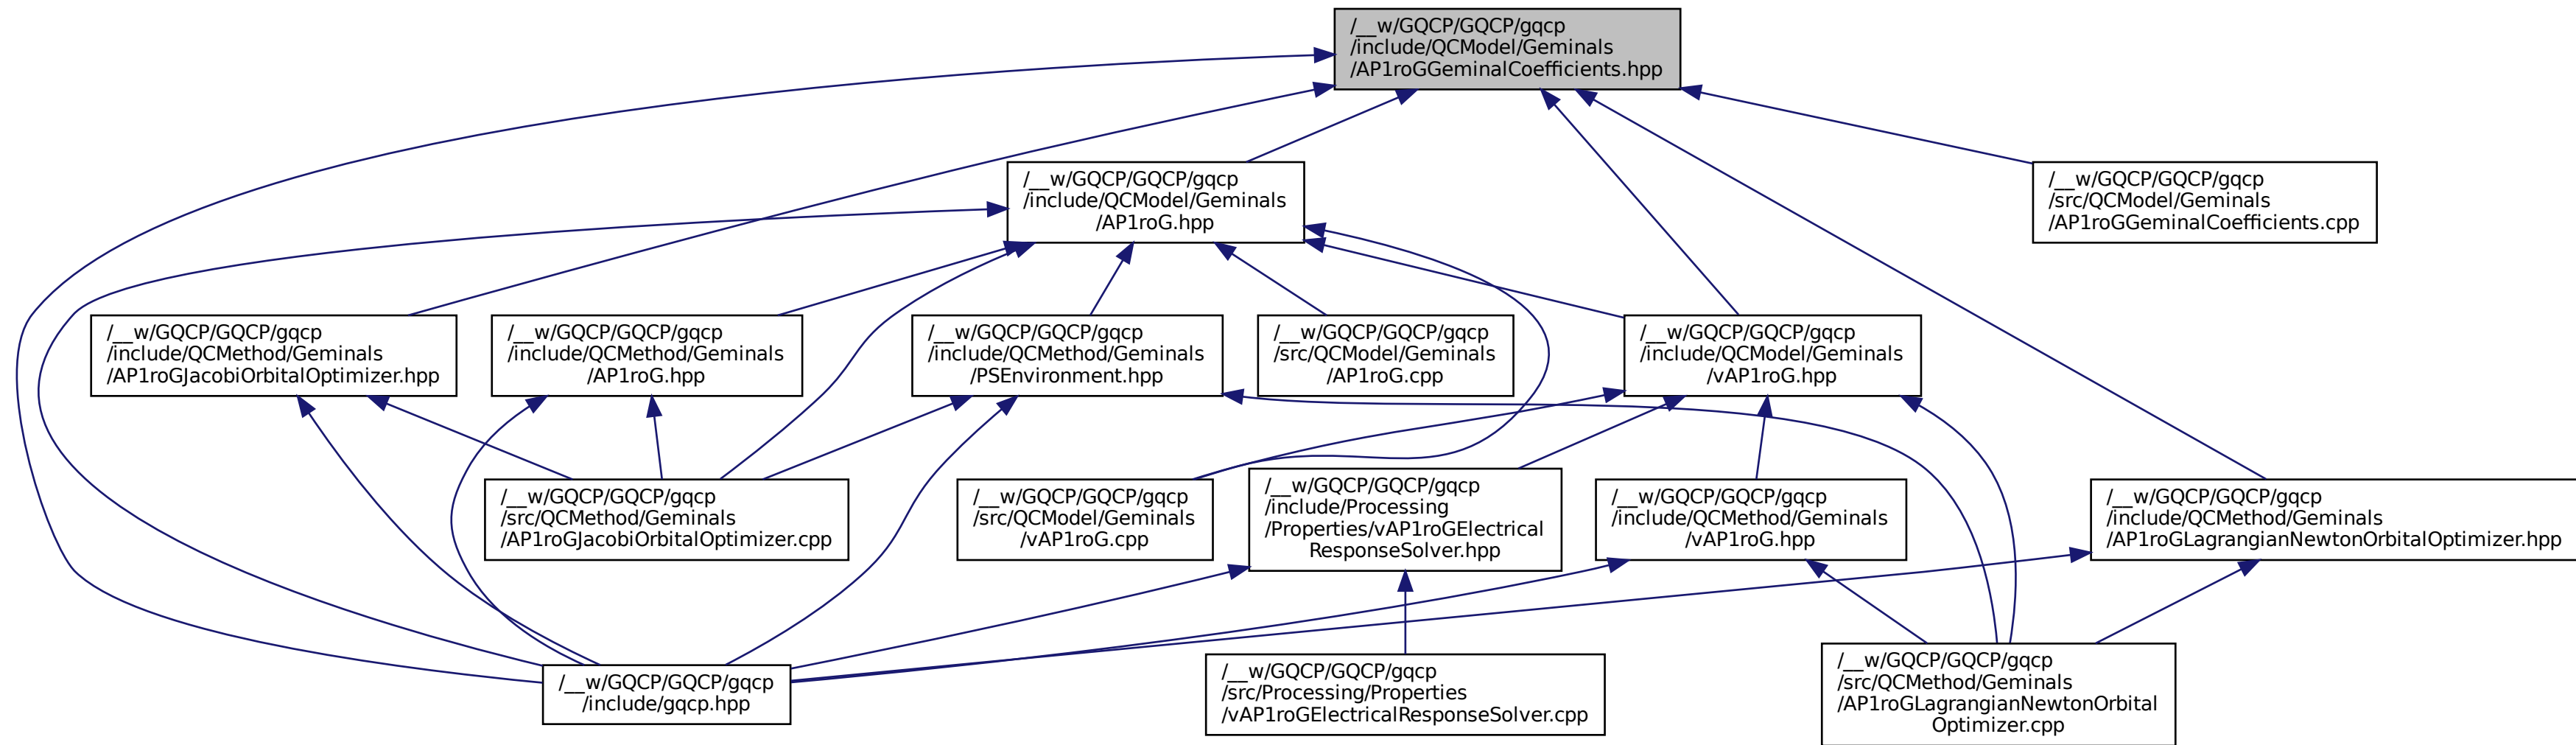 /__w/GQCP/GQCP/gqcp
/include/QCModel/Geminals
/AP1roGGeminalCoefficients.hpp
/__w/GQCP/GQCP/gqcp
/include/QCModel/Geminals
/AP1roG.hpp
/__w/GQCP/GQCP/gqcp
/src/QCModel/Geminals
/AP1roGGeminalCoefficients.cpp
/__w/GQCP/GQCP/gqcp
/include/QCMethod/Geminals
/AP1roGJacobiOrbitalOptimizer.hpp
/__w/GQCP/GQCP/gqcp
/include/QCMethod/Geminals
/AP1roG.hpp
/__w/GQCP/GQCP/gqcp
/include/QCMethod/Geminals
/PSEnvironment.hpp
/__w/GQCP/GQCP/gqcp
/src/QCModel/Geminals
/AP1roG.cpp
/__w/GQCP/GQCP/gqcp
/include/QCModel/Geminals
/vAP1roG.hpp
/__w/GQCP/GQCP/gqcp
/src/QCMethod/Geminals
/AP1roGJacobiOrbitalOptimizer.cpp
/__w/GQCP/GQCP/gqcp
/src/QCModel/Geminals
/vAP1roG.cpp
/__w/GQCP/GQCP/gqcp
/include/Processing
/Properties/vAP1roGElectrical
ResponseSolver.hpp
/__w/GQCP/GQCP/gqcp
/include/QCMethod/Geminals
/vAP1roG.hpp
/__w/GQCP/GQCP/gqcp
/include/QCMethod/Geminals
/AP1roGLagrangianNewtonOrbitalOptimizer.hpp
/__w/GQCP/GQCP/gqcp
/include/gqcp.hpp
/__w/GQCP/GQCP/gqcp
/src/Processing/Properties
/vAP1roGElectricalResponseSolver.cpp
/__w/GQCP/GQCP/gqcp
/src/QCMethod/Geminals
/AP1roGLagrangianNewtonOrbital
Optimizer.cpp